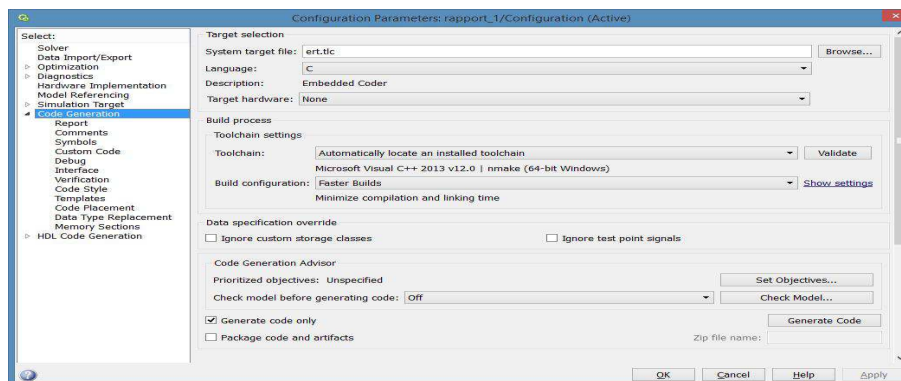 Configuration Parameters: rapport_1/Configuration (Active)
Select:
Solver
Data Import/Export
Optimization
Diagnostics
Hardware Implementation
Model Referencing
Simulation Target
Code Generation
Report
Comments
Symbols
Custom Code
Debug
Interface
Verification
Code Style
Templates
Code Placement
Data Type Replacement
Memory Sections
HDL Code Generation
Target selection
System target file: ert.tlc Browse...
Language: C
Description: Embedded Coder
Target hardware: None
Build process
Toolchain settings
Toolchain: Automatically locate an installed toolchain Validate
Microsoft Visual C++ 2013 v12.0 | nmake (64-bit Windows)
Build configuration: Faster Builds Show settings
Minimize compilation and linking time
Data specification override
Ignore custom storage classes Ignore test point signals
Code Generation Advisor
Prioritized objectives: Unspecified Set Objectives...
Check model before generating code: Off Check Model...
Generate code only Generate Code
Package code and artifacts Zip file name:
OK Cancel Help Apply